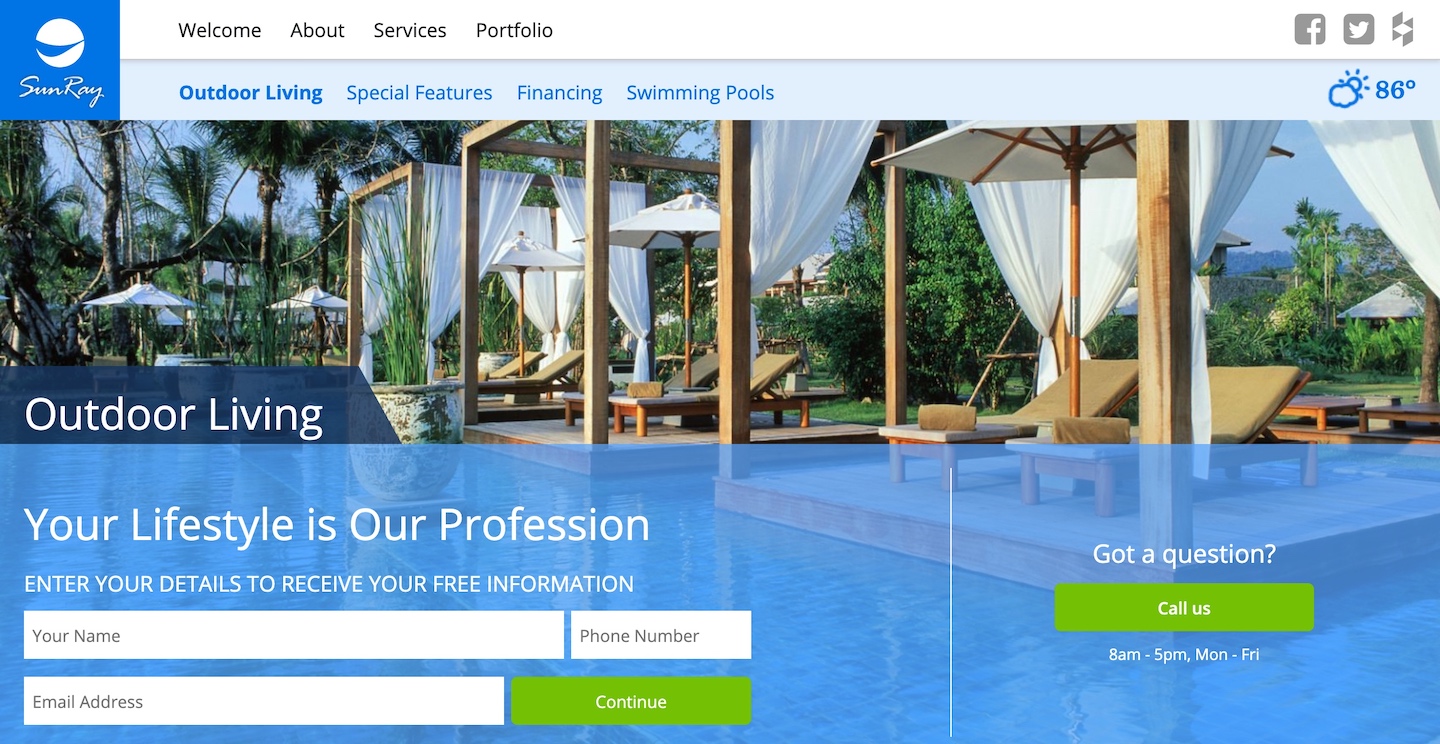 SunRay
Welcome About Services Portfolio
Outdoor Living Special Features Financing Swimming Pools
86º
Outdoor Living
Your Lifestyle is Our Profession
ENTER YOUR DETAILS TO RECEIVE YOUR FREE INFORMATION
Your Name Phone Number
Email Address Continue
Got a question?
Call us
8am - 5pm, Mon - Fri